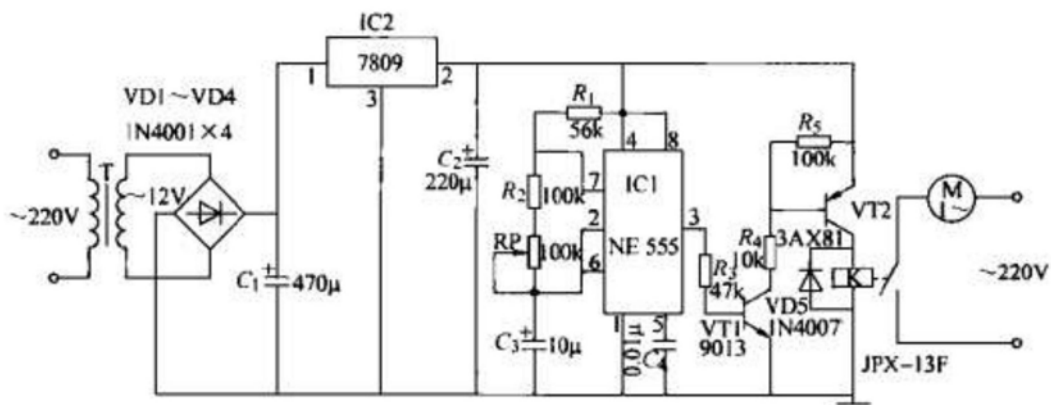 IC2
7809
1
2
3
VD1～VD4
1N4001×4
T
～12V
～220V
C1
+
470μ
C2
+
220μ
R1
56k
4
8
R2
100k
7
IC1
2
NE 555
3
RP
100k
6
1
5
C3
+
10μ
0.01μ
C4
R3
47k
VT1
9013
R4
10k
R5
100k
VT2
3AX81
VD5
1N4007
K
M
1～
～220V
JPX-13F